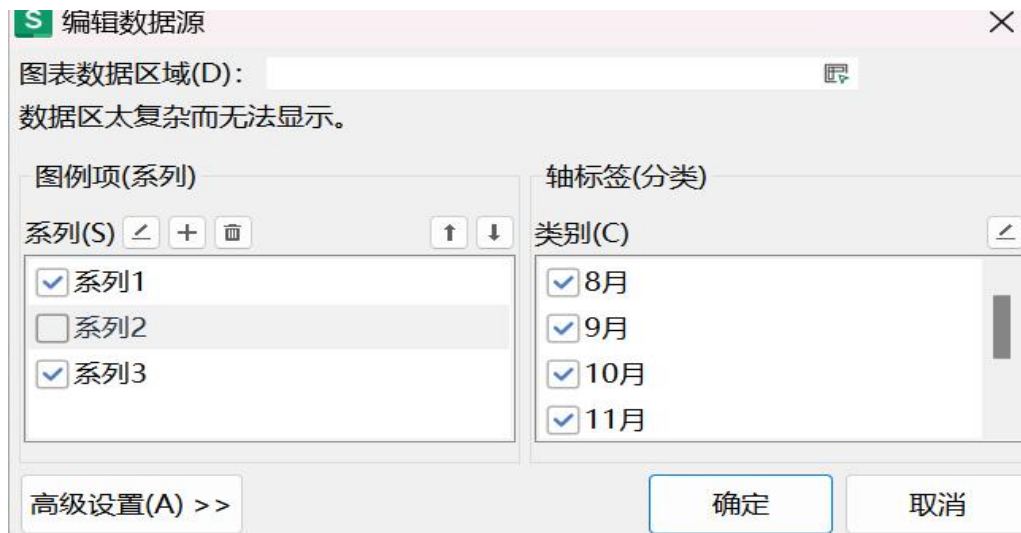 S 编辑数据源
图表数据区域(D):
数据区太复杂而无法显示。
图例项(系列)
系列(S)
系列1
系列2
系列3
轴标签(分类)
类别(C)
8月
9月
10月
11月
高级设置(A) >>
确定
取消